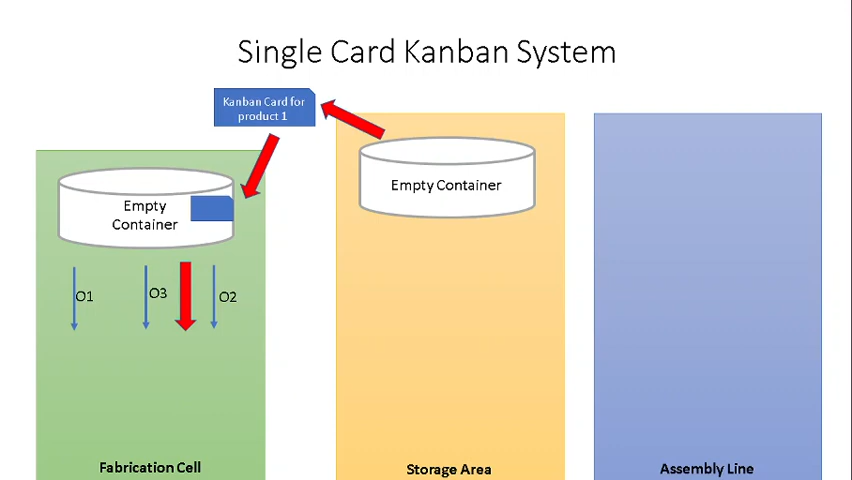 Single Card Kanban System
Kanban Card for
product 1
Empty
Container
Empty Container
O1
O3
O2
Fabrication Cell
Storage Area
Assembly Line